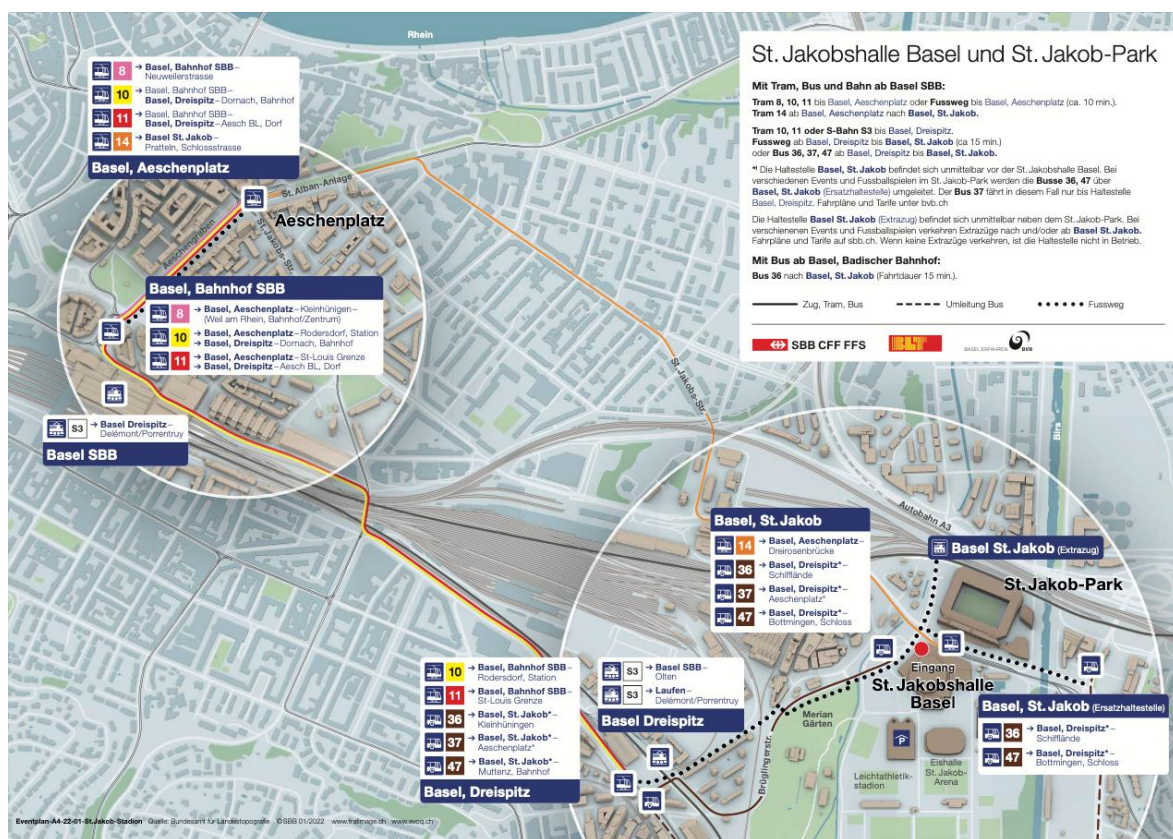 Rhein
St. Jakobshalle Basel und St. Jakob-Park
Mit Tram, Bus und Bahn ab Basel SBB:
Tram 8, 10, 11 bis Basel, Aeschenplatz oder Fussweg bis Basel, Aeschenplatz (ca. 10 min.).
Tram 14 ab Basel, Aeschenplatz nach Basel, St. Jakob.
Tram 10, 11 oder S-Bahn S3 bis Basel, Dreispitz.
Fussweg ab Basel, Dreispitz bis Basel, St. Jakob (ca 15 min.)
oder Bus 36, 37, 47 ab Basel, Dreispitz bis Basel, St. Jakob.
*) Die Haltestelle Basel, St. Jakob befindet sich unmittelbar vor der St. Jakobshalle Basel. Bei
verschiedenen Events und Fussballspielen im St. Jakob-Park werden die Busse 36, 47 über
Basel, St. Jakob (Ersatzhaltestelle) umgeleitet. Der Bus 37 fährt in diesem Fall nur bis Haltestelle
Basel, Dreispitz. Fahrpläne und Tarife unter bvb.ch
Die Haltestelle Basel St. Jakob (Extrazug) befindet sich unmittelbar neben dem St. Jakob-Park. Bei
verschienenen Events und Fussballspielen verkehren Extrazüge nach und/oder ab Basel St. Jakob.
Fahrpläne und Tarife auf sbb.ch. Wenn keine Extrazüge verkehren, ist die Haltestelle nicht in Betrieb.
Mit Bus ab Basel, Badischer Bahnhof:
Bus 36 nach Basel, St. Jakob (Fahrtdauer 15 min.).
Zug, Tram, Bus
Umleitung Bus
Fussweg
SBB CFF FFS
BLT
BASEL ERFAHREN
BVB
8 → Basel, Bahnhof SBB–
Neuweilerstrasse
10 → Basel, Bahnhof SBB–
Basel, Dreispitz–Dornach, Bahnhof
11 → Basel, Bahnhof SBB–
Basel, Dreispitz–Aesch BL, Dorf
14 → Basel St. Jakob–
Pratteln, Schlossstrasse
Basel, Aeschenplatz
St. Alban-Anlage
Aeschenplatz
Aeschengraben
St. Jakobs-Str.
Basel, Bahnhof SBB
8 → Basel, Aeschenplatz–Kleinhünigen–
(Weil am Rhein, Bahnhof/Zentrum)
10 → Basel, Aeschenplatz–Rodersdorf, Station
→ Basel, Dreispitz–Dornach, Bahnhof
11 → Basel, Aeschenplatz–St-Louis Grenze
→ Basel, Dreispitz–Aesch BL, Dorf
St. Jakobs-Str.
S3 → Basel Dreispitz–
Delémont/Porrentruy
Basel SBB
Birs
Autobahn A3
Basel, St. Jakob
14 → Basel, Aeschenplatz–
Dreirosenbrücke
36 → Basel, Dreispitz*–
Schifflände
37 → Basel, Dreispitz*–
Aeschenplatz*
47 → Basel, Dreispitz*–
Bottmingen, Schloss
Basel St. Jakob (Extrazug)
St. Jakob-Park
Eingang
St. Jakobshalle
Basel
10 → Basel, Bahnhof SBB–
Rodersdorf, Station
11 → Basel, Bahnhof SBB–
St-Louis Grenze
36 → Basel, St. Jakob*–
Kleinhüningen
37 → Basel, St. Jakob*–
Aeschenplatz*
47 → Basel, St. Jakob*–
Muttenz, Bahnhof
Basel, Dreispitz
S3 → Basel SBB–
Olten
S3 → Laufen–
Delémont/Porrentruy
Basel Dreispitz
Merian
Gärten
Brüglingerstr.
P
Leichtathletik-
stadion
Eishalle
St. Jakob-
Arena
Basel, St. Jakob (Ersatzhaltestelle)
36 → Basel, Dreispitz*–
Schifflände
47 → Basel, Dreispitz*–
Bottmingen, Schloss
Eventplan-A4-22-01-St.Jakob-Stadion Quelle: Bundesamt für Landestopografie ©SBB 01/2022 www.trafimage.ch www.evoq.ch